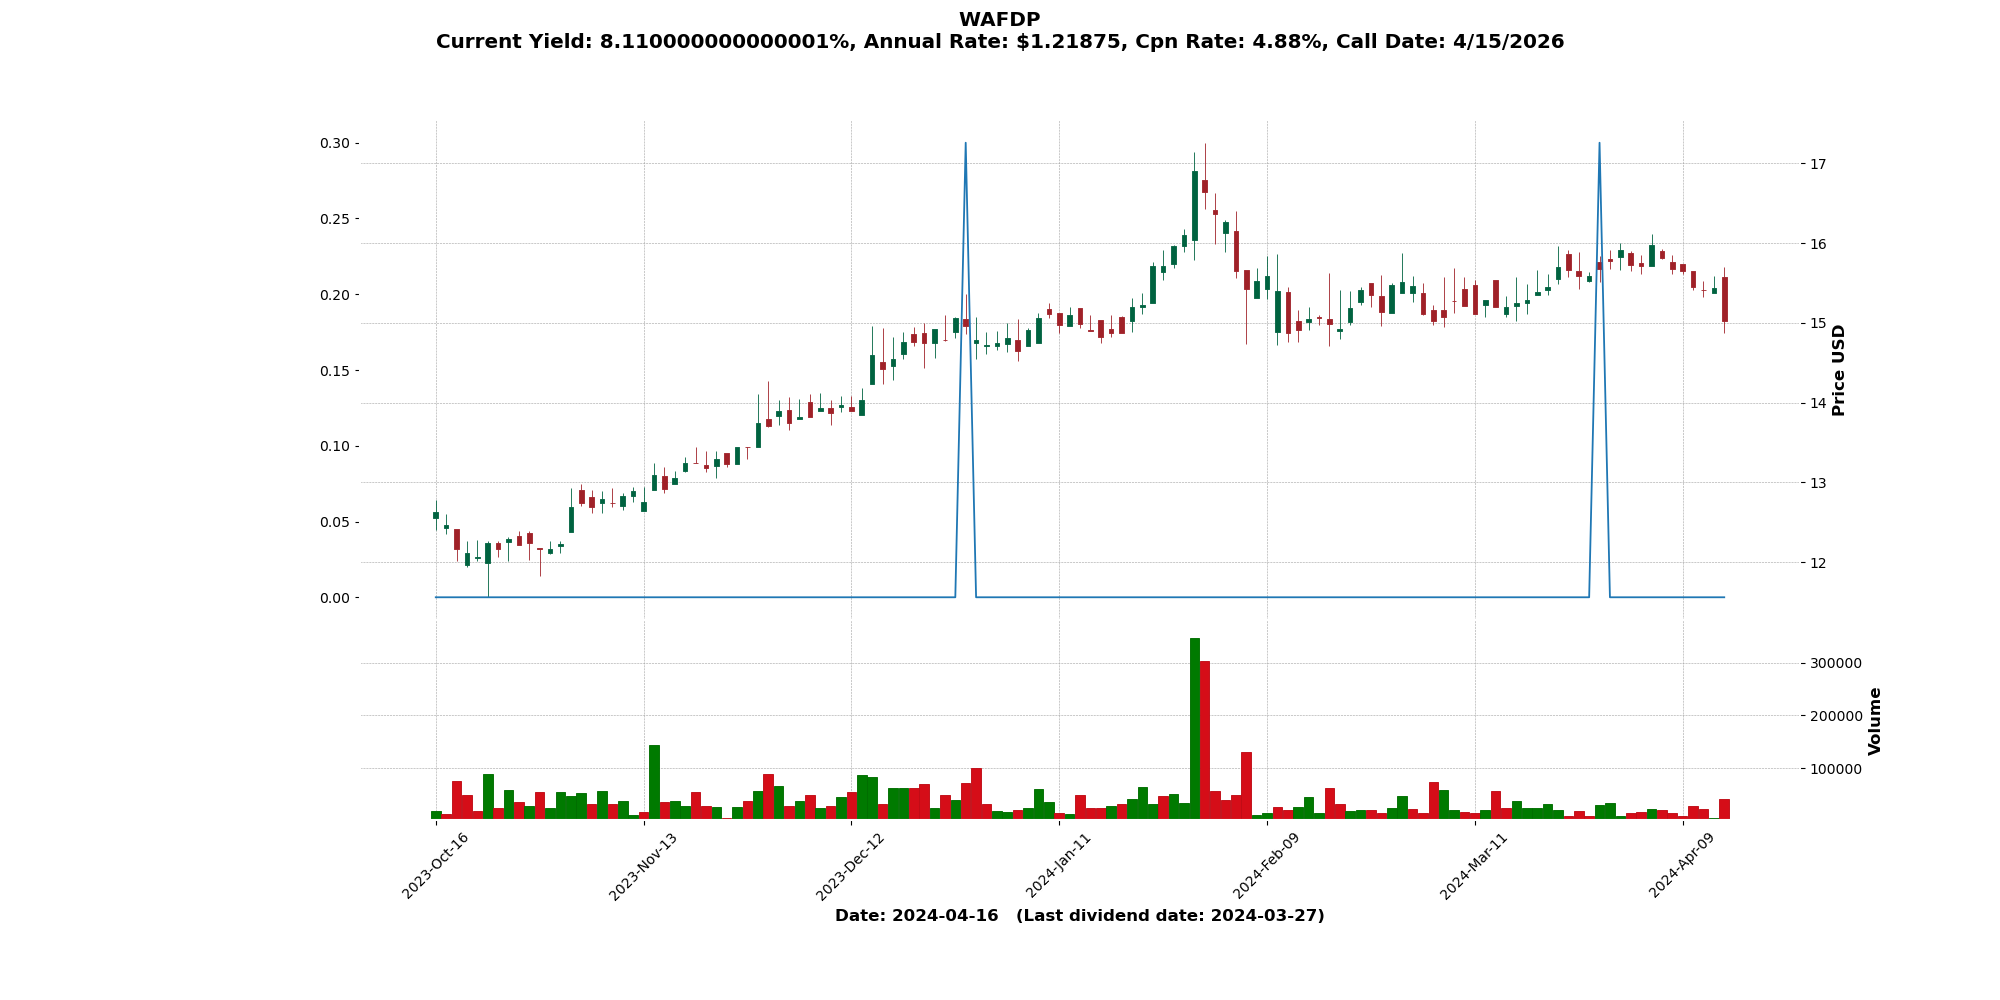 WAFDP
Current Yield: 8.110000000000001%, Annual Rate: $1.21875, Cpn Rate: 4.88%, Call Date: 4/15/2026
0.30
0.25
0.20
0.15
0.10
0.05
0.00
17
16
15
14
13
12
Price USD
300000
200000
100000
Volume
2023-Oct-16
2023-Nov-13
2023-Dec-12
2024-Jan-11
2024-Feb-09
2024-Mar-11
2024-Apr-09
Date: 2024-04-16   (Last dividend date: 2024-03-27)